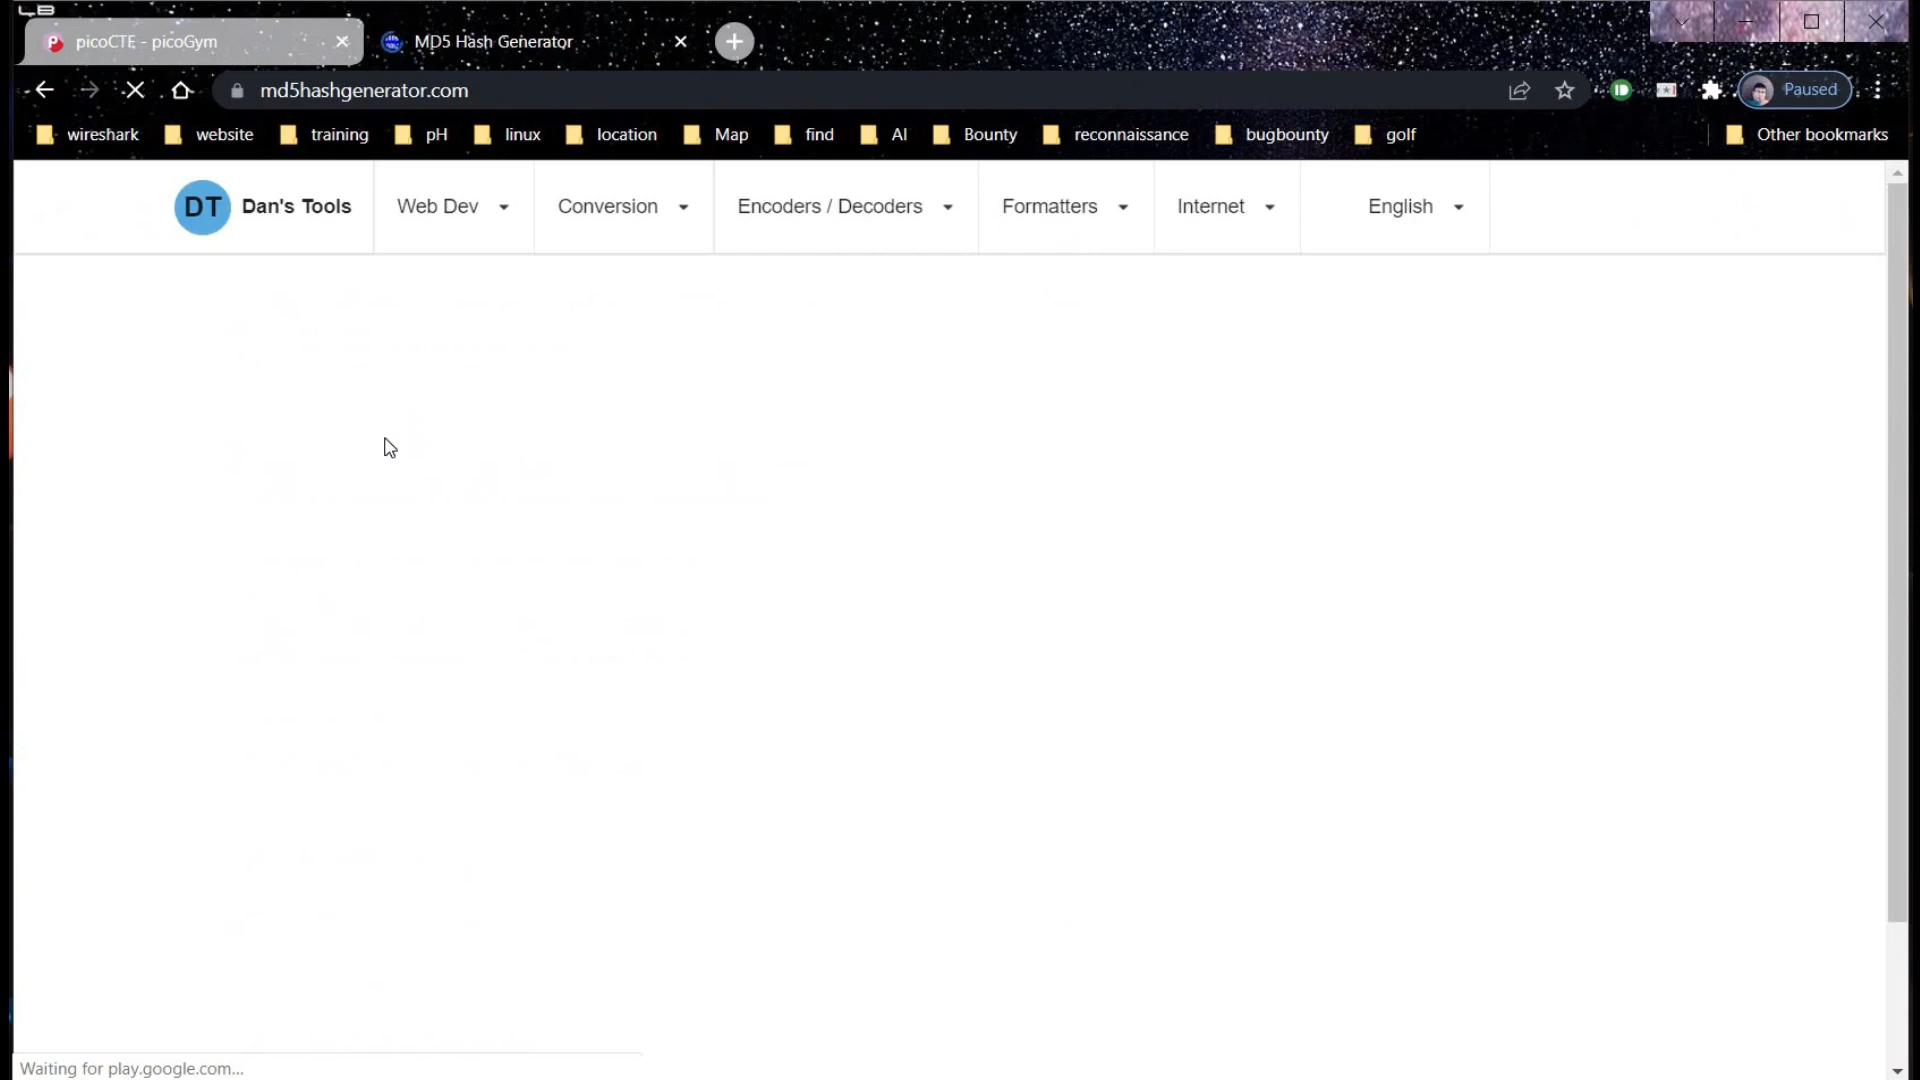 picoCTF - picoGym
MD5 Hash Generator
md5hashgenerator.com
Paused
wireshark website training pH linux location Map find AI Bounty reconnaissance bugbounty golf Other bookmarks
DT Dan's Tools Web Dev Conversion Encoders / Decoders Formatters Internet English
Waiting for play.google.com...